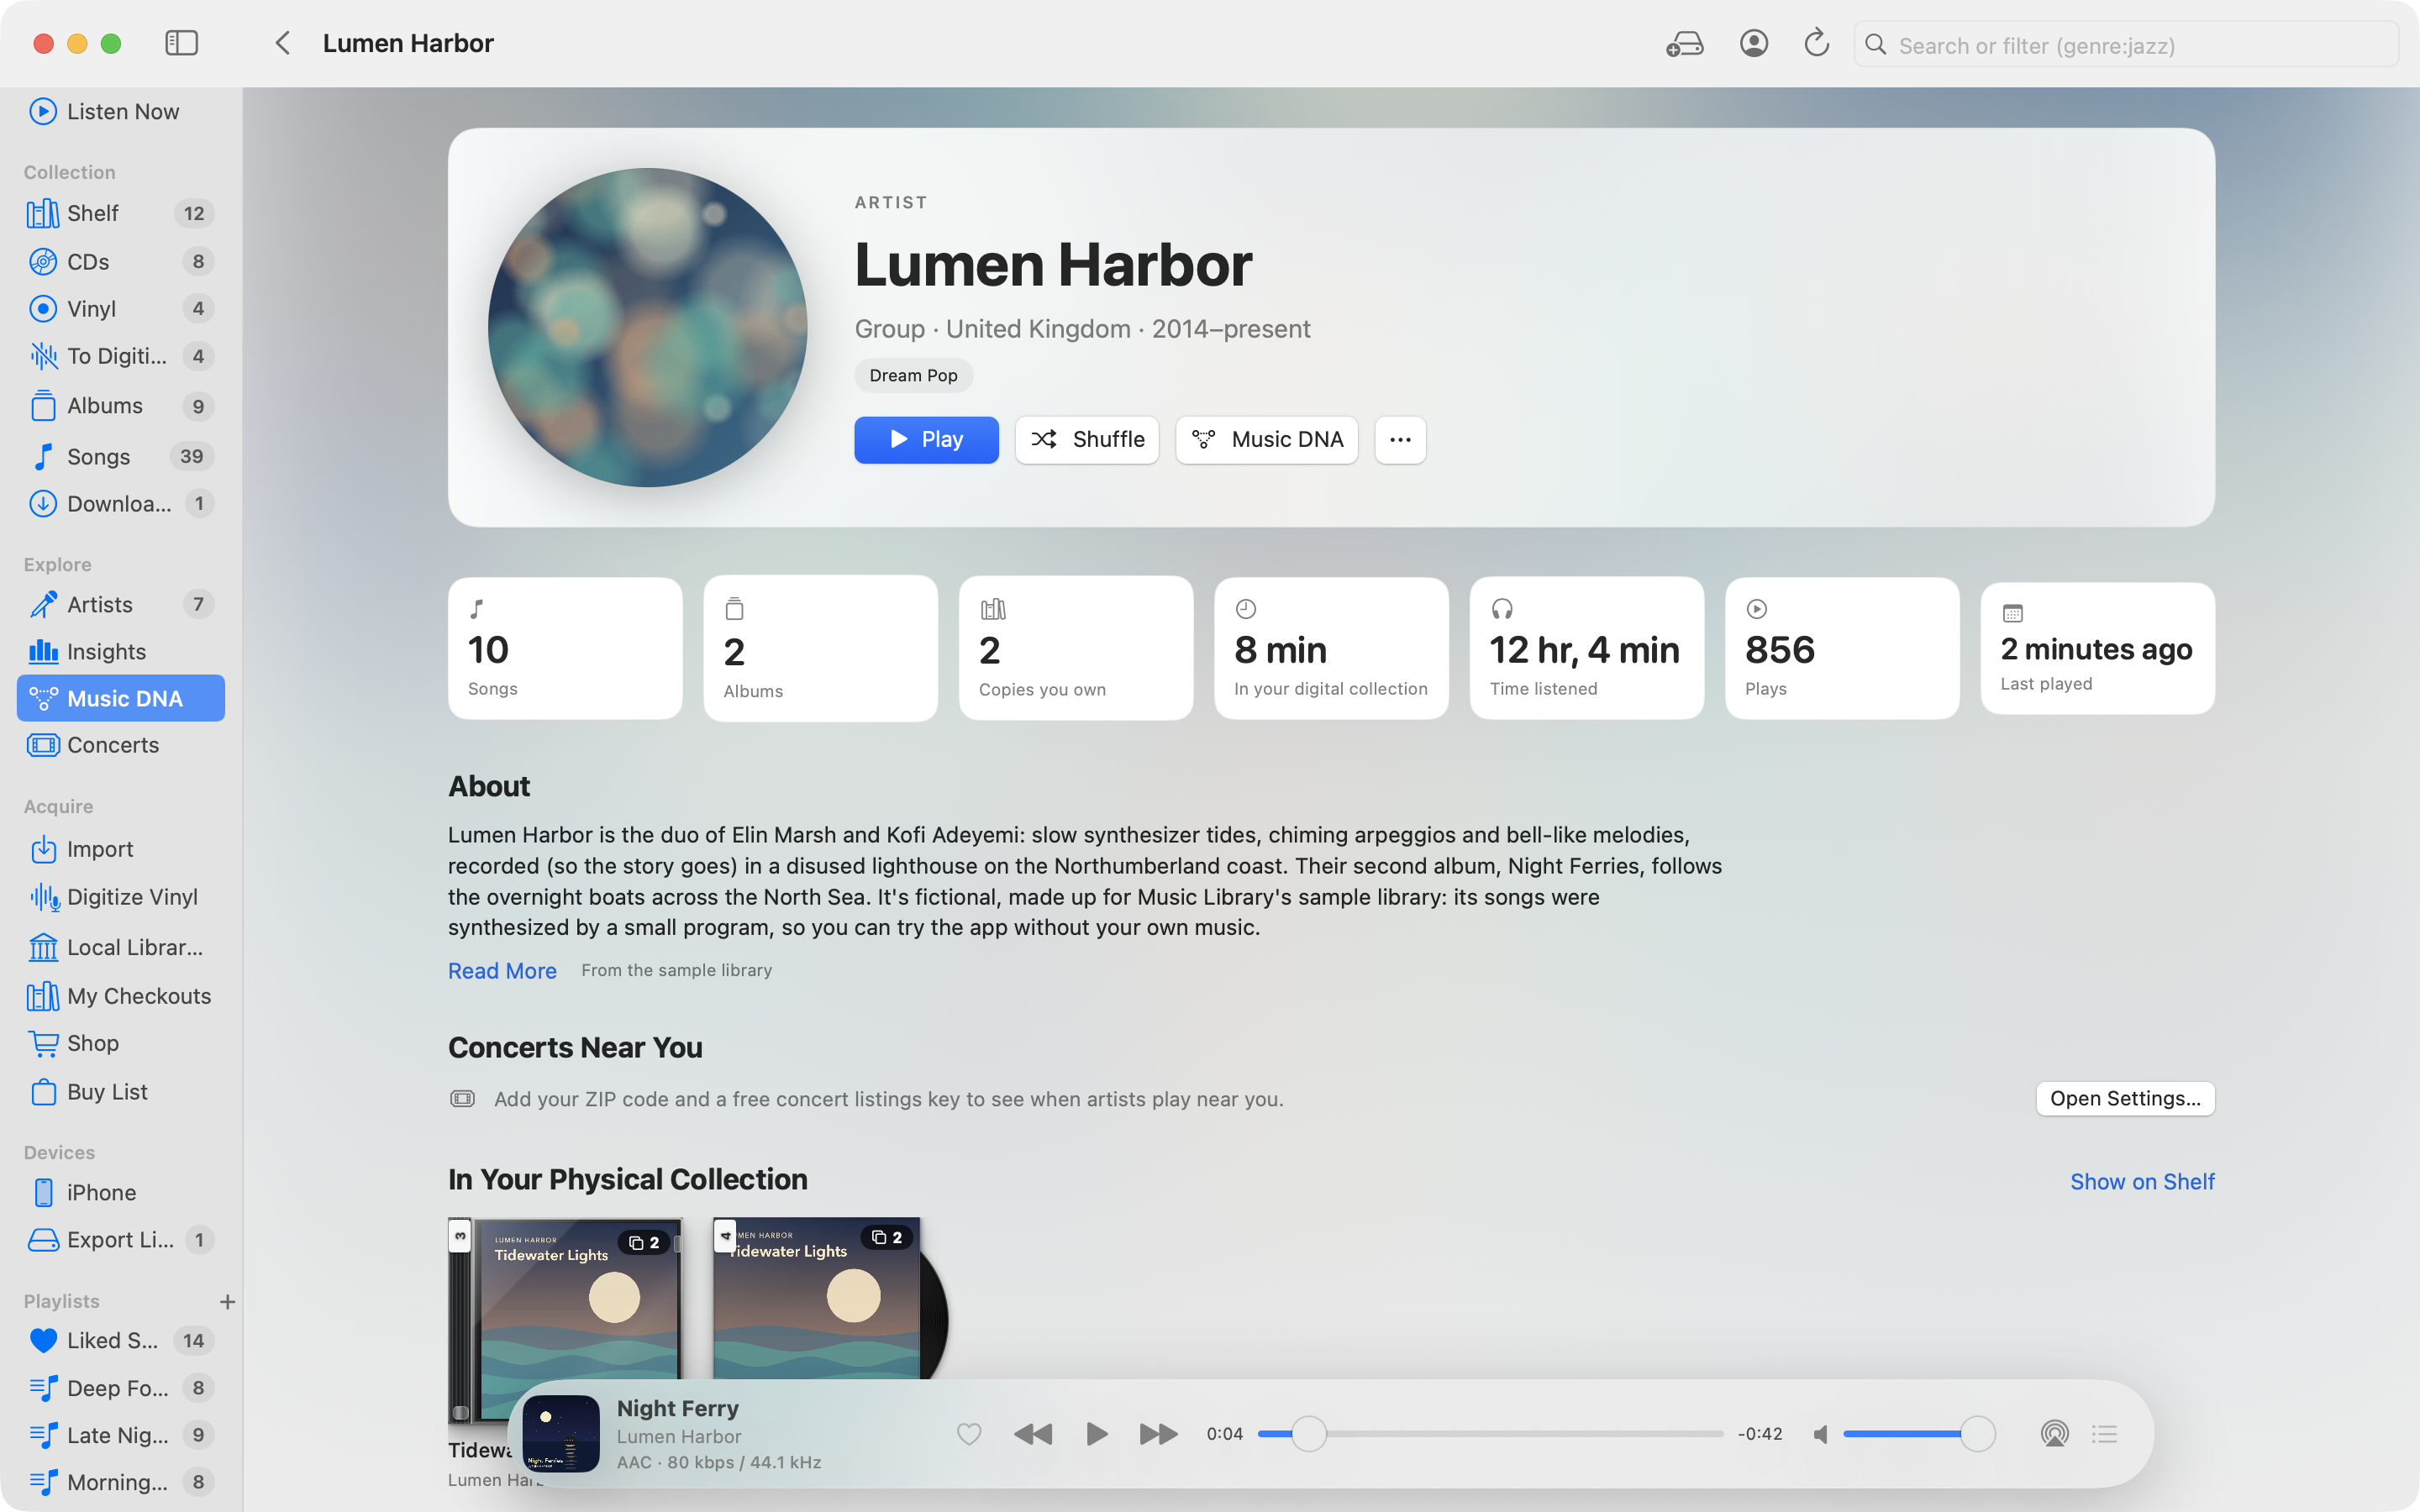 Lumen Harbor
Search or filter (genre:jazz)
Listen Now
Collection
Shelf 12
CDs 8
Vinyl 4
To Digiti... 4
Albums 9
Songs 39
Downloa... 1
Explore
Artists 7
Insights
Music DNA
Concerts
Acquire
Import
Digitize Vinyl
Local Librar...
My Checkouts
Shop
Buy List
Devices
iPhone
Export Li... 1
Playlists
Liked S... 14
Deep Fo... 8
Late Nig... 9
Morning... 8
ARTIST
Lumen Harbor
Group · United Kingdom · 2014–present
Dream Pop
Play
Shuffle
Music DNA
10
Songs
2
Albums
2
Copies you own
8 min
In your digital collection
12 hr, 4 min
Time listened
856
Plays
2 minutes ago
Last played
About
Lumen Harbor is the duo of Elin Marsh and Kofi Adeyemi: slow synthesizer tides, chiming arpeggios and bell-like melodies,
recorded (so the story goes) in a disused lighthouse on the Northumberland coast. Their second album, Night Ferries, follows
the overnight boats across the North Sea. It's fictional, made up for Music Library's sample library: its songs were
synthesized by a small program, so you can try the app without your own music.
Read More From the sample library
Concerts Near You
Add your ZIP code and a free concert listings key to see when artists play near you.
Open Settings...
In Your Physical Collection
Show on Shelf
3
LUMEN HARBOR
Tidewater Lights
2
4
MEN HARBOR
Tidewater Lights
2
Tidewa
Lumen Har
Night Ferries
Night Ferry
Lumen Harbor
AAC · 80 kbps / 44.1 kHz
0:04
-0:42